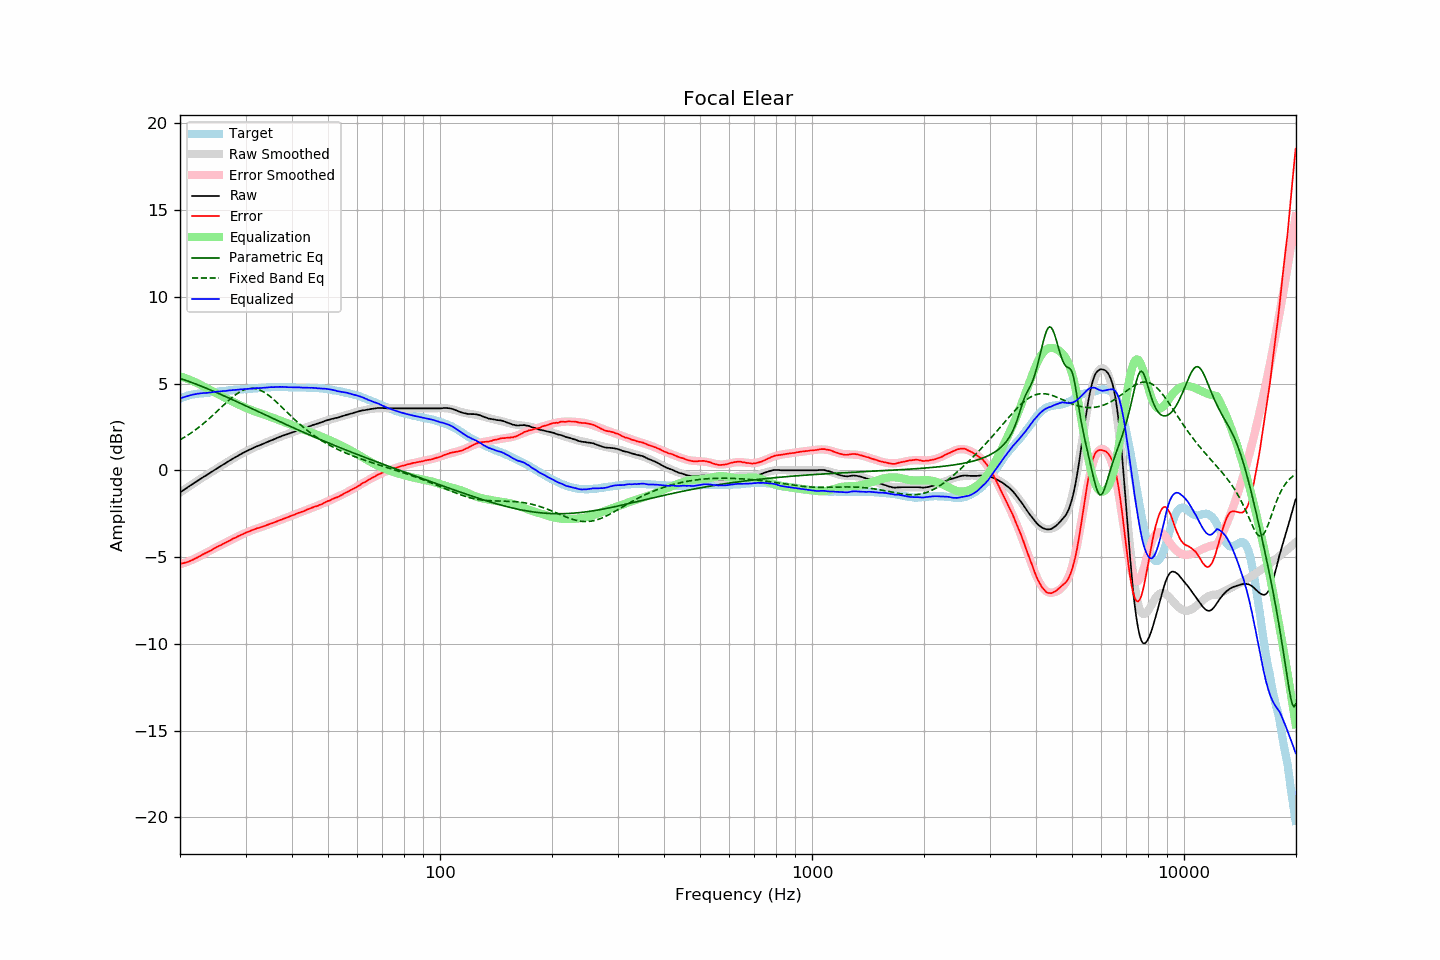 Focal Elear
Target
Raw Smoothed
Error Smoothed
Raw
Error
Equalization
Parametric Eq
Fixed Band Eq
Equalized
20
15
10
5
0
−5
−10
−15
−20
Amplitude (dBr)
100
1000
10000
Frequency (Hz)